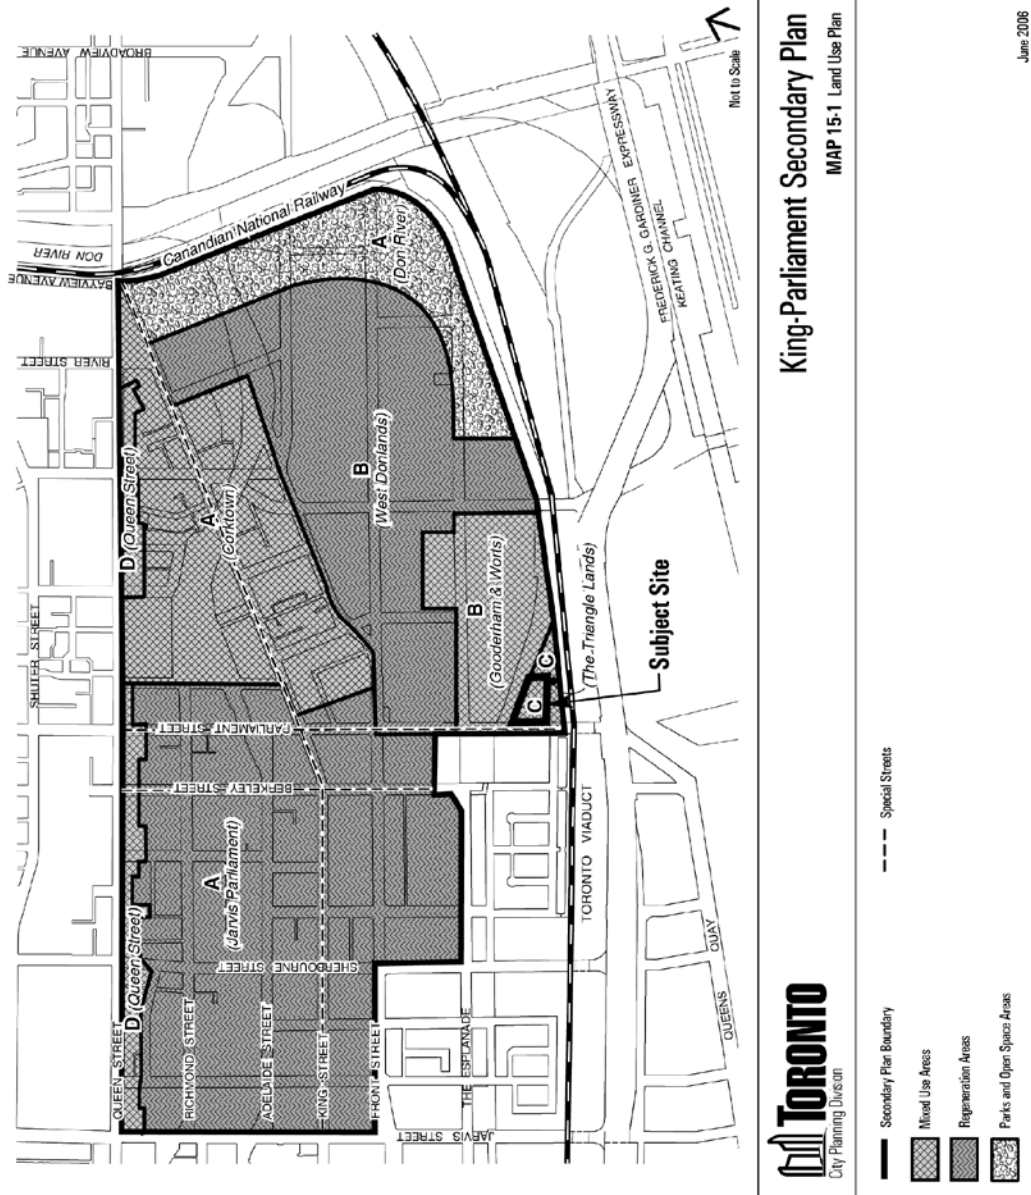 BROADVIEW AVENUE
DON RIVER
BAYVIEW AVENUE
RIVER STREET
SHUTER STREET
Canandian National Railway
A
(Don River)
D (Queen Street)
A
(Corktown)
B
(West Donlands)
B
(Gooderham & Worts)
C
C
(The Triangle Lands)
Subject Site
PARLIAMENT STREET
BERKELEY STREET
A
(Jarvis Parliament)
SHERBOURNE STREET
D (Queen Street)
QUEEN STREET
RICHMOND STREET
ADELAIDE STREET
KING STREET
FRONT STREET
THE ESPLANADE
JARVIS STREET
TORONTO VIADUCT
QUEENS QUAY
FREDERICK G. GARDINER EXPRESSWAY
KEATING CHANNEL
Not to Scale
TORONTO
City Planning Division
King-Parliament Secondary Plan
MAP 15-1 Land Use Plan
Secondary Plan Boundary
Special Streets
Mixed Use Areas
Regeneration Areas
Parks and Open Space Areas
June 2006